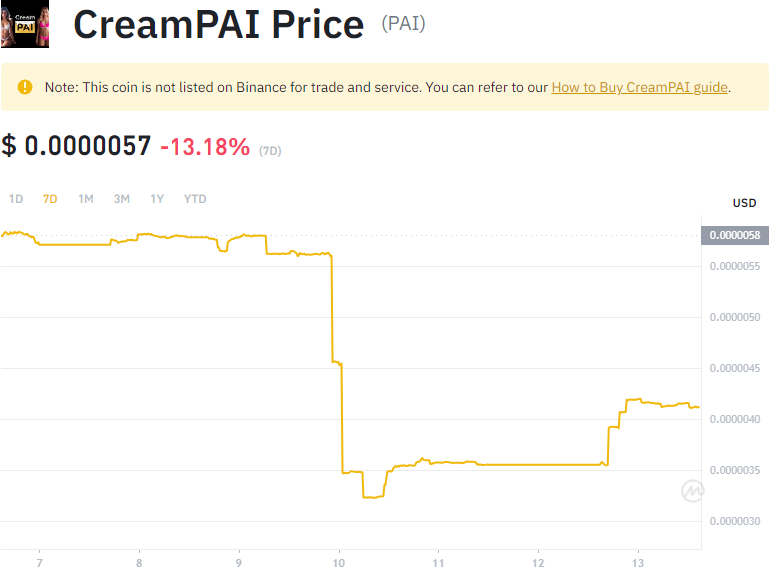 Cream
PAI
CreamPAI Price (PAI)
Note: This coin is not listed on Binance for trade and service. You can refer to our How to Buy CreamPAI guide.
$ 0.0000057 -13.18% (7D)
1D 7D 1M 3M 1Y YTD
USD
0.0000058
0.0000055
0.0000050
0.0000045
0.0000040
0.0000035
0.0000030
7 8 9 10 11 12 13